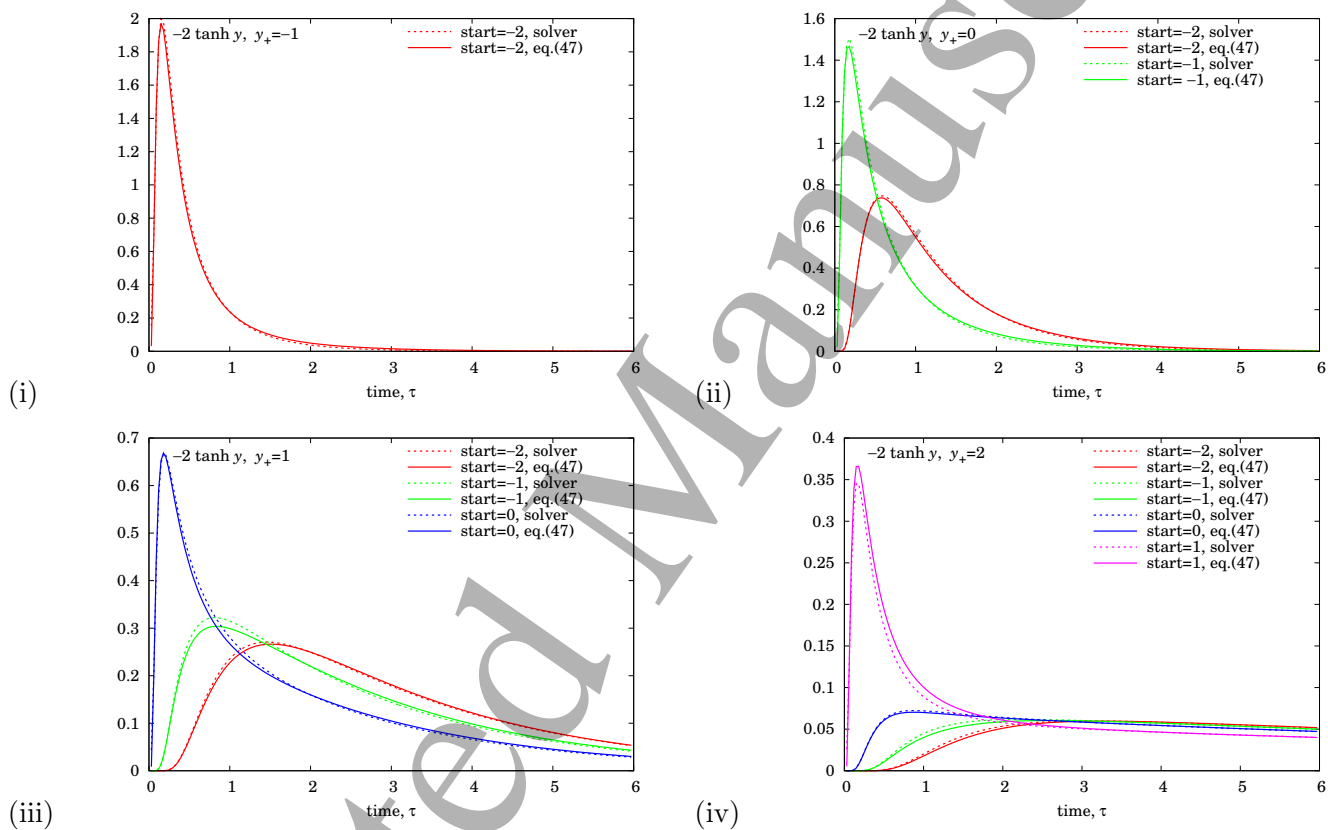 −2 tanh y, y+=−1
start=−2, solver
start=−2, eq.(47)
2
1.8
1.6
1.4
1.2
1
0.8
0.6
0.4
0.2
0
0 1 2 3 4 5 6
time, τ
(i)
−2 tanh y, y+=0
start=−2, solver
start=−2, eq.(47)
start=−1, solver
start= −1, eq.(47)
1.6
1.4
1.2
1
0.8
0.6
0.4
0.2
0
0 1 2 3 4 5 6
time, τ
(ii)
−2 tanh y, y+=1
start=−2, solver
start=−2, eq.(47)
start=−1, solver
start=−1, eq.(47)
start=0, solver
start=0, eq.(47)
0.7
0.6
0.5
0.4
0.3
0.2
0.1
0
0 1 2 3 4 5 6
time, τ
(iii)
−2 tanh y, y+=2
start=−2, solver
start=−2, eq.(47)
start=−1, solver
start=−1, eq.(47)
start=0, solver
start=0, eq.(47)
start=1, solver
start=1, eq.(47)
0.4
0.35
0.3
0.25
0.2
0.15
0.1
0.05
0
0 1 2 3 4 5 6
time, τ
(iv)
ted Manus